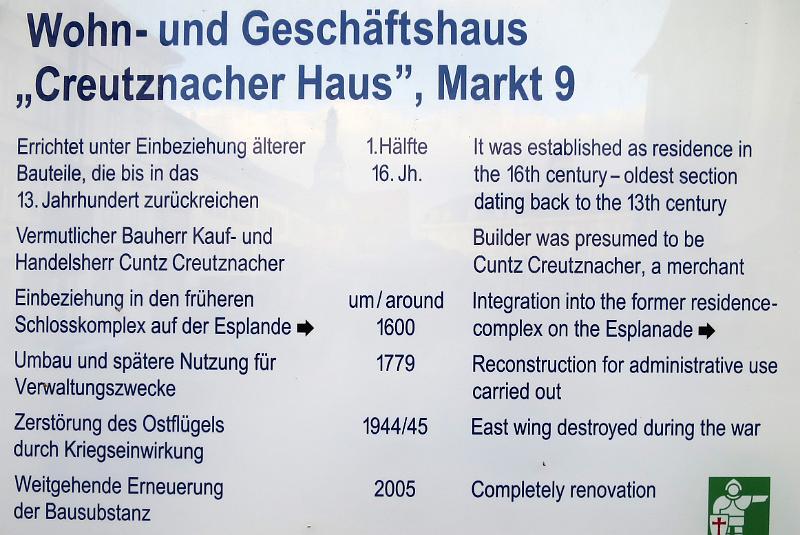 Wohn- und Geschäftshaus
„Creutznacher Haus”, Markt 9
Errichtet unter Einbeziehung älterer
Bauteile, die bis in das
13. Jahrhundert zurückreichen
1. Hälfte
16. Jh.
It was established as residence in
the 16th century – oldest section
dating back to the 13th century
Vermutlicher Bauherr Kauf- und
Handelsherr Cuntz Creutznacher
Builder was presumed to be
Cuntz Creutznacher, a merchant
Einbeziehung in den früheren
Schlosskomplex auf der Esplande
um / around
1600
Integration into the former residence-
complex on the Esplanade
Umbau und spätere Nutzung für
Verwaltungszwecke
1779
Reconstruction for administrative use
carried out
Zerstörung des Ostflügels
durch Kriegseinwirkung
1944/45
East wing destroyed during the war
Weitgehende Erneuerung
der Bausubstanz
2005
Completely renovation